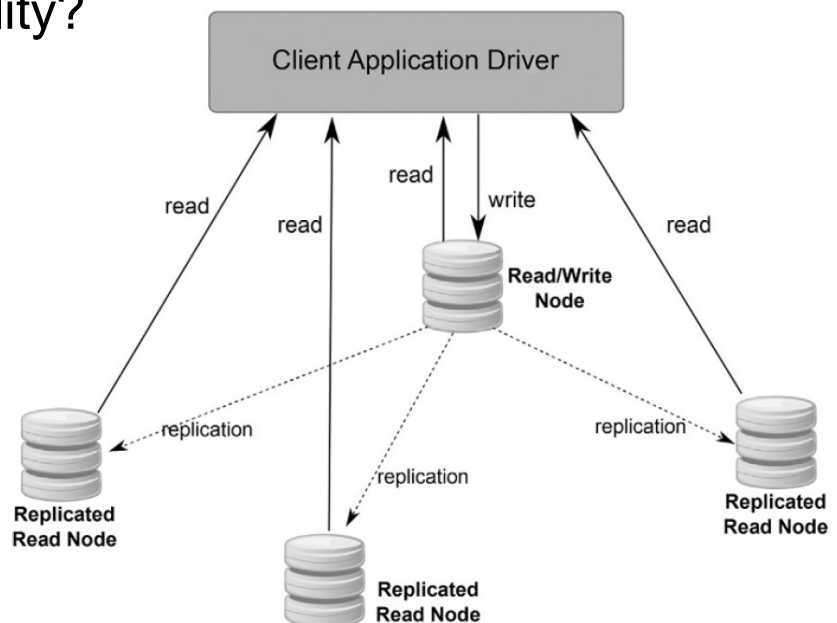 lity?
Client Application Driver
read
read
read
write
read
Read/Write
Node
replication
replication
replication
Replicated
Read Node
Replicated
Read Node
Replicated
Read Node